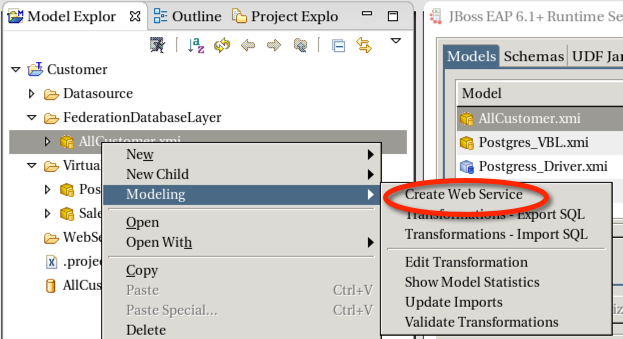 Model Explor
Outline
Project Explo
JBoss EAP 6.1+ Runtime Se
Customer
Datasource
FederationDatabaseLayer
AllCustomer.xmi
Virtua
Pos
Sale
WebSe
.projec
AllCus
New
New Child
Modeling
Open
Open With
Copy
Paste Ctrl+V
Paste Special... Ctrl+V
Delete
Create Web Service
Transformations - Export SQL
Transformations - Import SQL
Edit Transformation
Show Model Statistics
Update Imports
Validate Transformations
Models Schemas UDF Jar
Model
AllCustomer.xmi
Postgres_VBL.xmi
Postgress_Driver.xmi